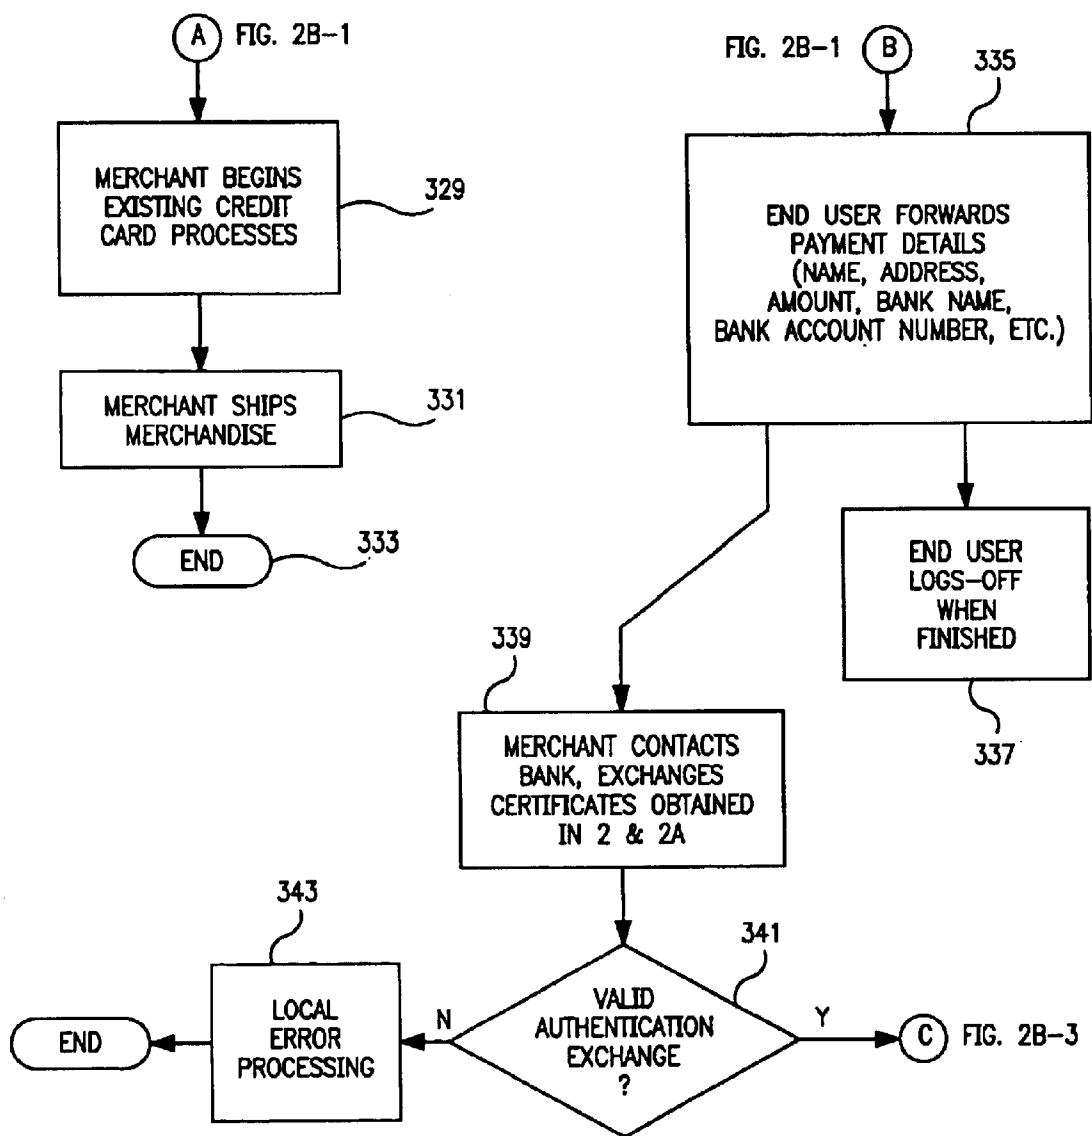 A FIG. 2B-1
MERCHANT BEGINS
EXISTING CREDIT
CARD PROCESSES
329
MERCHANT SHIPS
MERCHANDISE
331
END
333
FIG. 2B-1 B
335
END USER FORWARDS
PAYMENT DETAILS
(NAME, ADDRESS,
AMOUNT, BANK NAME,
BANK ACCOUNT NUMBER, ETC.)
END USER
LOGS-OFF
WHEN
FINISHED
337
339
MERCHANT CONTACTS
BANK, EXCHANGES
CERTIFICATES OBTAINED
IN 2 & 2A
341
VALID
AUTHENTICATION
EXCHANGE
?
N
Y
343
LOCAL
ERROR
PROCESSING
END
C FIG. 2B-3